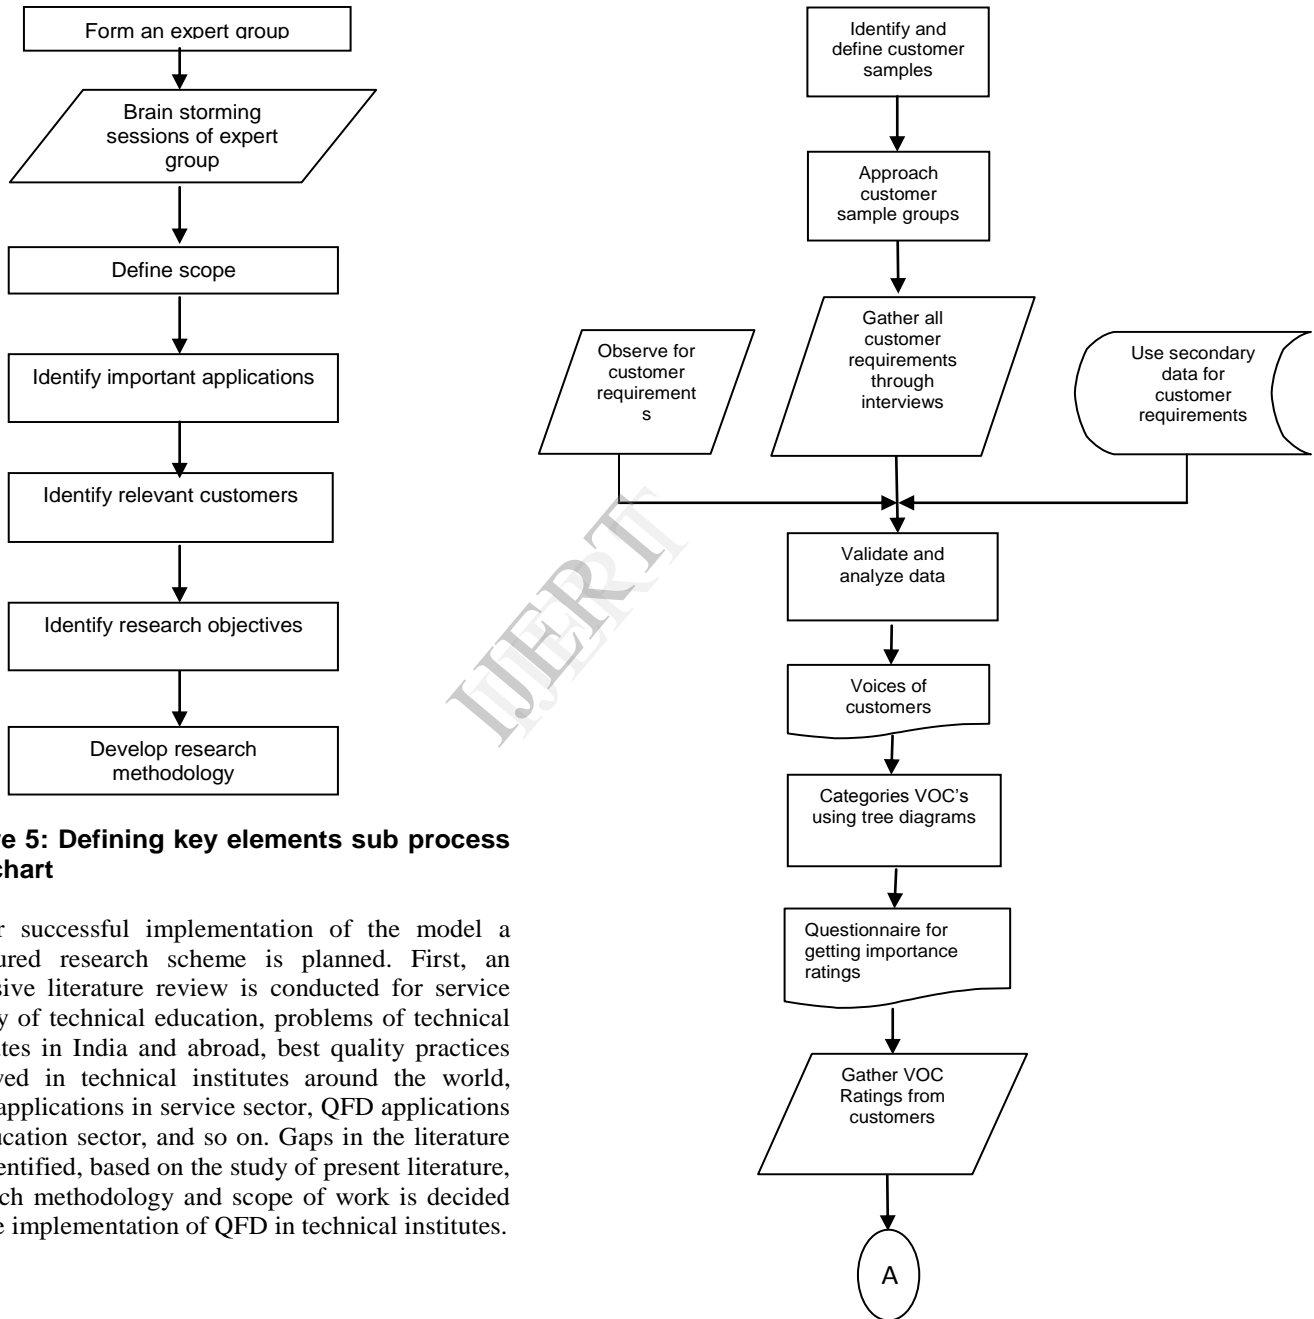 Form an expert group
Brain storming
sessions of expert
group
Define scope
Identify important applications
Identify relevant customers
Identify research objectives
Develop research
methodology
e 5: Defining key elements sub process
chart
r successful implementation of the model a
ured research scheme is planned. First, an
sive literature review is conducted for service
y of technical education, problems of technical
tes in India and abroad, best quality practices
ved in technical institutes around the world,
applications in service sector, QFD applications
ucation sector, and so on. Gaps in the literature
entified, based on the study of present literature,
ch methodology and scope of work is decided
e implementation of QFD in technical institutes.
Identify and
define customer
samples
Approach
customer
sample groups
Gather all
customer
requirements
through
interviews
Observe for
customer
requirement
s
Use secondary
data for
customer
requirements
Validate and
analyze data
Voices of
customers
Categories VOC's
using tree diagrams
Questionnaire for
getting importance
ratings
Gather VOC
Ratings from
customers
A
IJERT